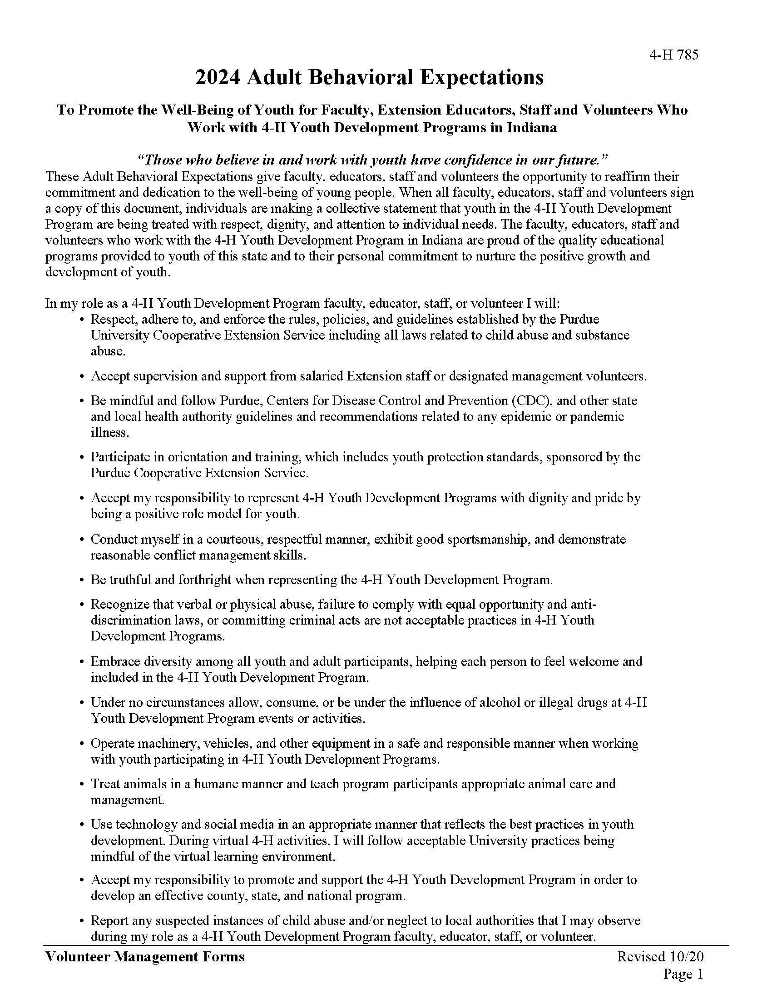 4-H 785
2024 Adult Behavioral Expectations
To Promote the Well-Being of Youth for Faculty, Extension Educators, Staff and Volunteers Who
Work with 4-H Youth Development Programs in Indiana
“Those who believe in and work with youth have confidence in our future.”
These Adult Behavioral Expectations give faculty, educators, staff and volunteers the opportunity to reaffirm their
commitment and dedication to the well-being of young people. When all faculty, educators, staff and volunteers sign
a copy of this document, individuals are making a collective statement that youth in the 4-H Youth Development
Program are being treated with respect, dignity, and attention to individual needs. The faculty, educators, staff and
volunteers who work with the 4-H Youth Development Program in Indiana are proud of the quality educational
programs provided to youth of this state and to their personal commitment to nurture the positive growth and
development of youth.
In my role as a 4-H Youth Development Program faculty, educator, staff, or volunteer I will:
• Respect, adhere to, and enforce the rules, policies, and guidelines established by the Purdue
University Cooperative Extension Service including all laws related to child abuse and substance
abuse.
• Accept supervision and support from salaried Extension staff or designated management volunteers.
• Be mindful and follow Purdue, Centers for Disease Control and Prevention (CDC), and other state
and local health authority guidelines and recommendations related to any epidemic or pandemic
illness.
• Participate in orientation and training, which includes youth protection standards, sponsored by the
Purdue Cooperative Extension Service.
• Accept my responsibility to represent 4-H Youth Development Programs with dignity and pride by
being a positive role model for youth.
• Conduct myself in a courteous, respectful manner, exhibit good sportsmanship, and demonstrate
reasonable conflict management skills.
• Be truthful and forthright when representing the 4-H Youth Development Program.
• Recognize that verbal or physical abuse, failure to comply with equal opportunity and anti-
discrimination laws, or committing criminal acts are not acceptable practices in 4-H Youth
Development Programs.
• Embrace diversity among all youth and adult participants, helping each person to feel welcome and
included in the 4-H Youth Development Program.
• Under no circumstances allow, consume, or be under the influence of alcohol or illegal drugs at 4-H
Youth Development Program events or activities.
• Operate machinery, vehicles, and other equipment in a safe and responsible manner when working
with youth participating in 4-H Youth Development Programs.
• Treat animals in a humane manner and teach program participants appropriate animal care and
management.
• Use technology and social media in an appropriate manner that reflects the best practices in youth
development. During virtual 4-H activities, I will follow acceptable University practices being
mindful of the virtual learning environment.
• Accept my responsibility to promote and support the 4-H Youth Development Program in order to
develop an effective county, state, and national program.
• Report any suspected instances of child abuse and/or neglect to local authorities that I may observe
during my role as a 4-H Youth Development Program faculty, educator, staff, or volunteer.
Volunteer Management Forms Revised 10/20
Page 1